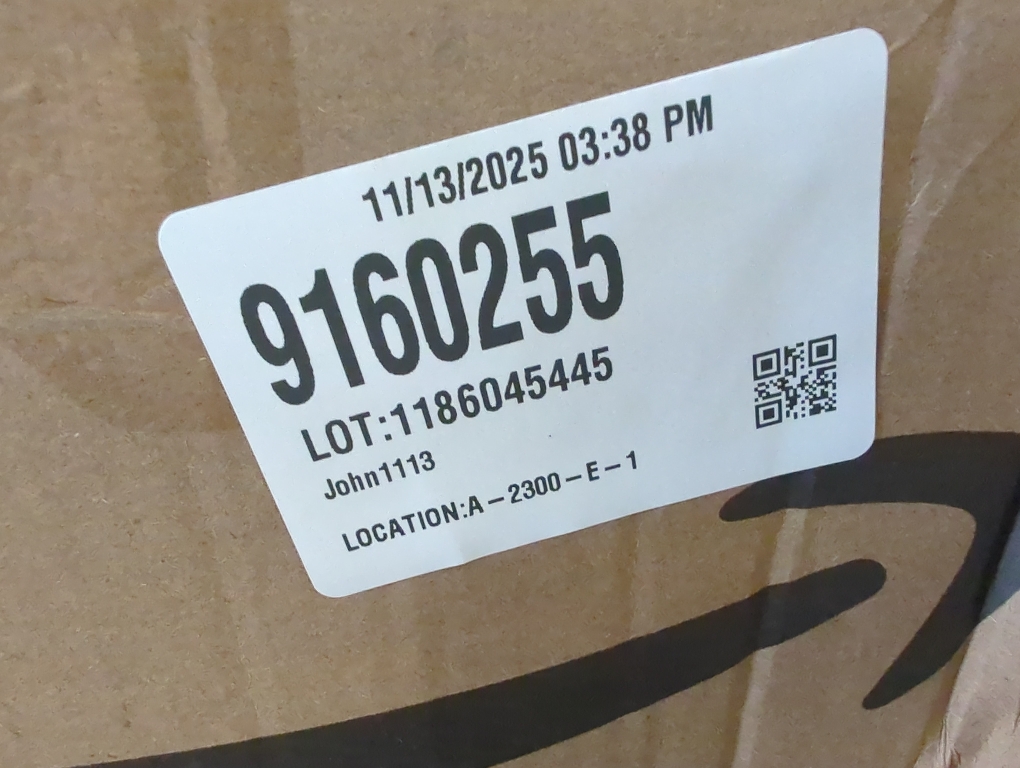 11/13/2025 03:38 PM
9160255
LOT:1186045445
John1113
LOCATION:A-2300-E-1